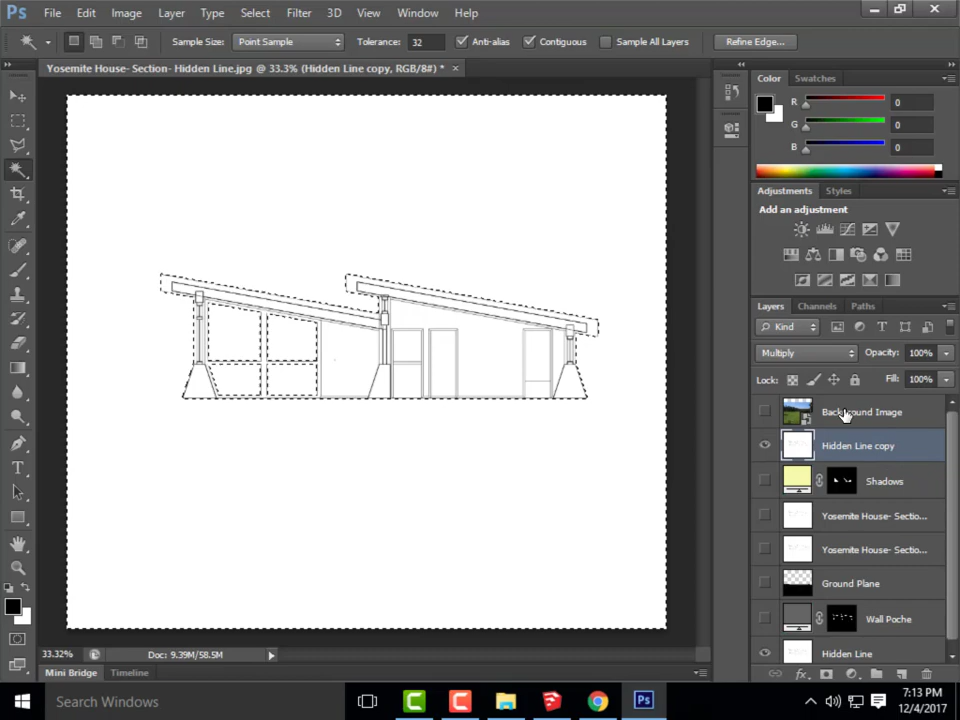 Ps File Edit Image Layer Type Select Filter 3D View Window Help
Sample Size: Point Sample Tolerance: 32 Anti-alias Contiguous Sample All Layers Refine Edge...
Yosemite House- Section- Hidden Line.jpg @ 33.3% (Hidden Line copy, RGB/8#) * ×
Color Swatches
R 0
G 0
B 0
Adjustments Styles
Add an adjustment
Layers Channels Paths
Kind
Multiply Opacity: 100%
Lock: Fill: 100%
Background Image
Hidden Line copy
Shadows
Yosemite House- Sectio...
Yosemite House- Sectio...
Ground Plane
Wall Poche
Hidden Line
33.32% Doc: 9.39M/58.5M
Mini Bridge Timeline
Search Windows
7:13 PM
12/4/2017